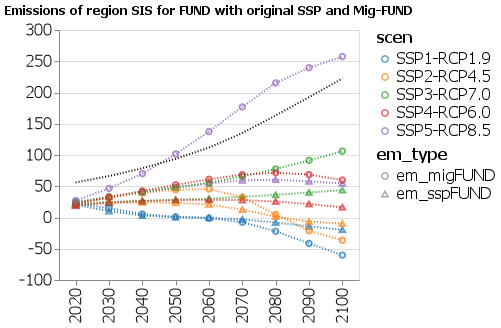 Emissions of region SIS for FUND with original SSP and Mig-FUND
300
250
200
150
100
50
0
-50
-100
2020
2030
2040
2050
2060
2070
2080
2090
2100
scen
SSP1-RCP1.9
SSP2-RCP4.5
SSP3-RCP7.0
SSP4-RCP6.0
SSP5-RCP8.5
em_type
em_migFUND
em_sspFUND